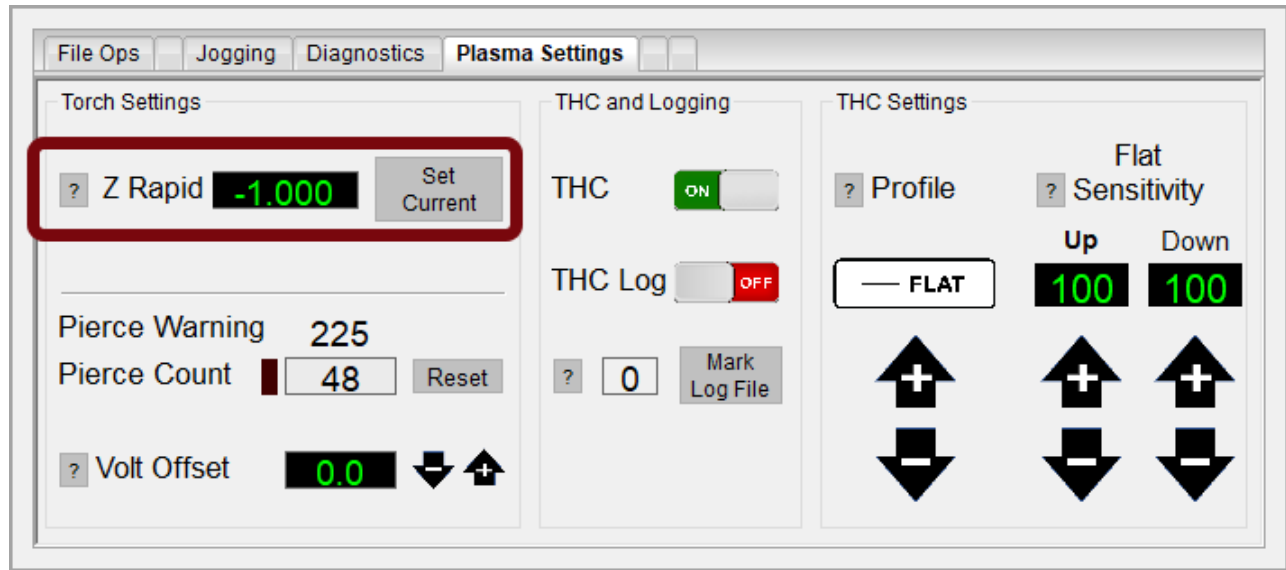 File Ops Jogging Diagnostics Plasma Settings
Torch Settings
? Z Rapid -1.000 Set Current
Pierce Warning 225
Pierce Count 48 Reset
? Volt Offset 0.0 - +
THC and Logging
THC ON
THC Log OFF
? 0 Mark Log File
THC Settings
? Profile
— FLAT
+
-
Flat
? Sensitivity
Up Down
100 100
+ +
- -